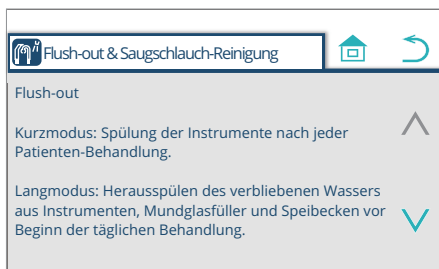 Flush-out & Saugschlauch-Reinigung
Flush-out
Kurzmodus: Spülung der Instrumente nach jeder
Patienten-Behandlung.
Langmodus: Herausspülen des verbliebenen Wassers
aus Instrumenten, Mundglasfüller und Speibecken vor
Beginn der täglichen Behandlung.